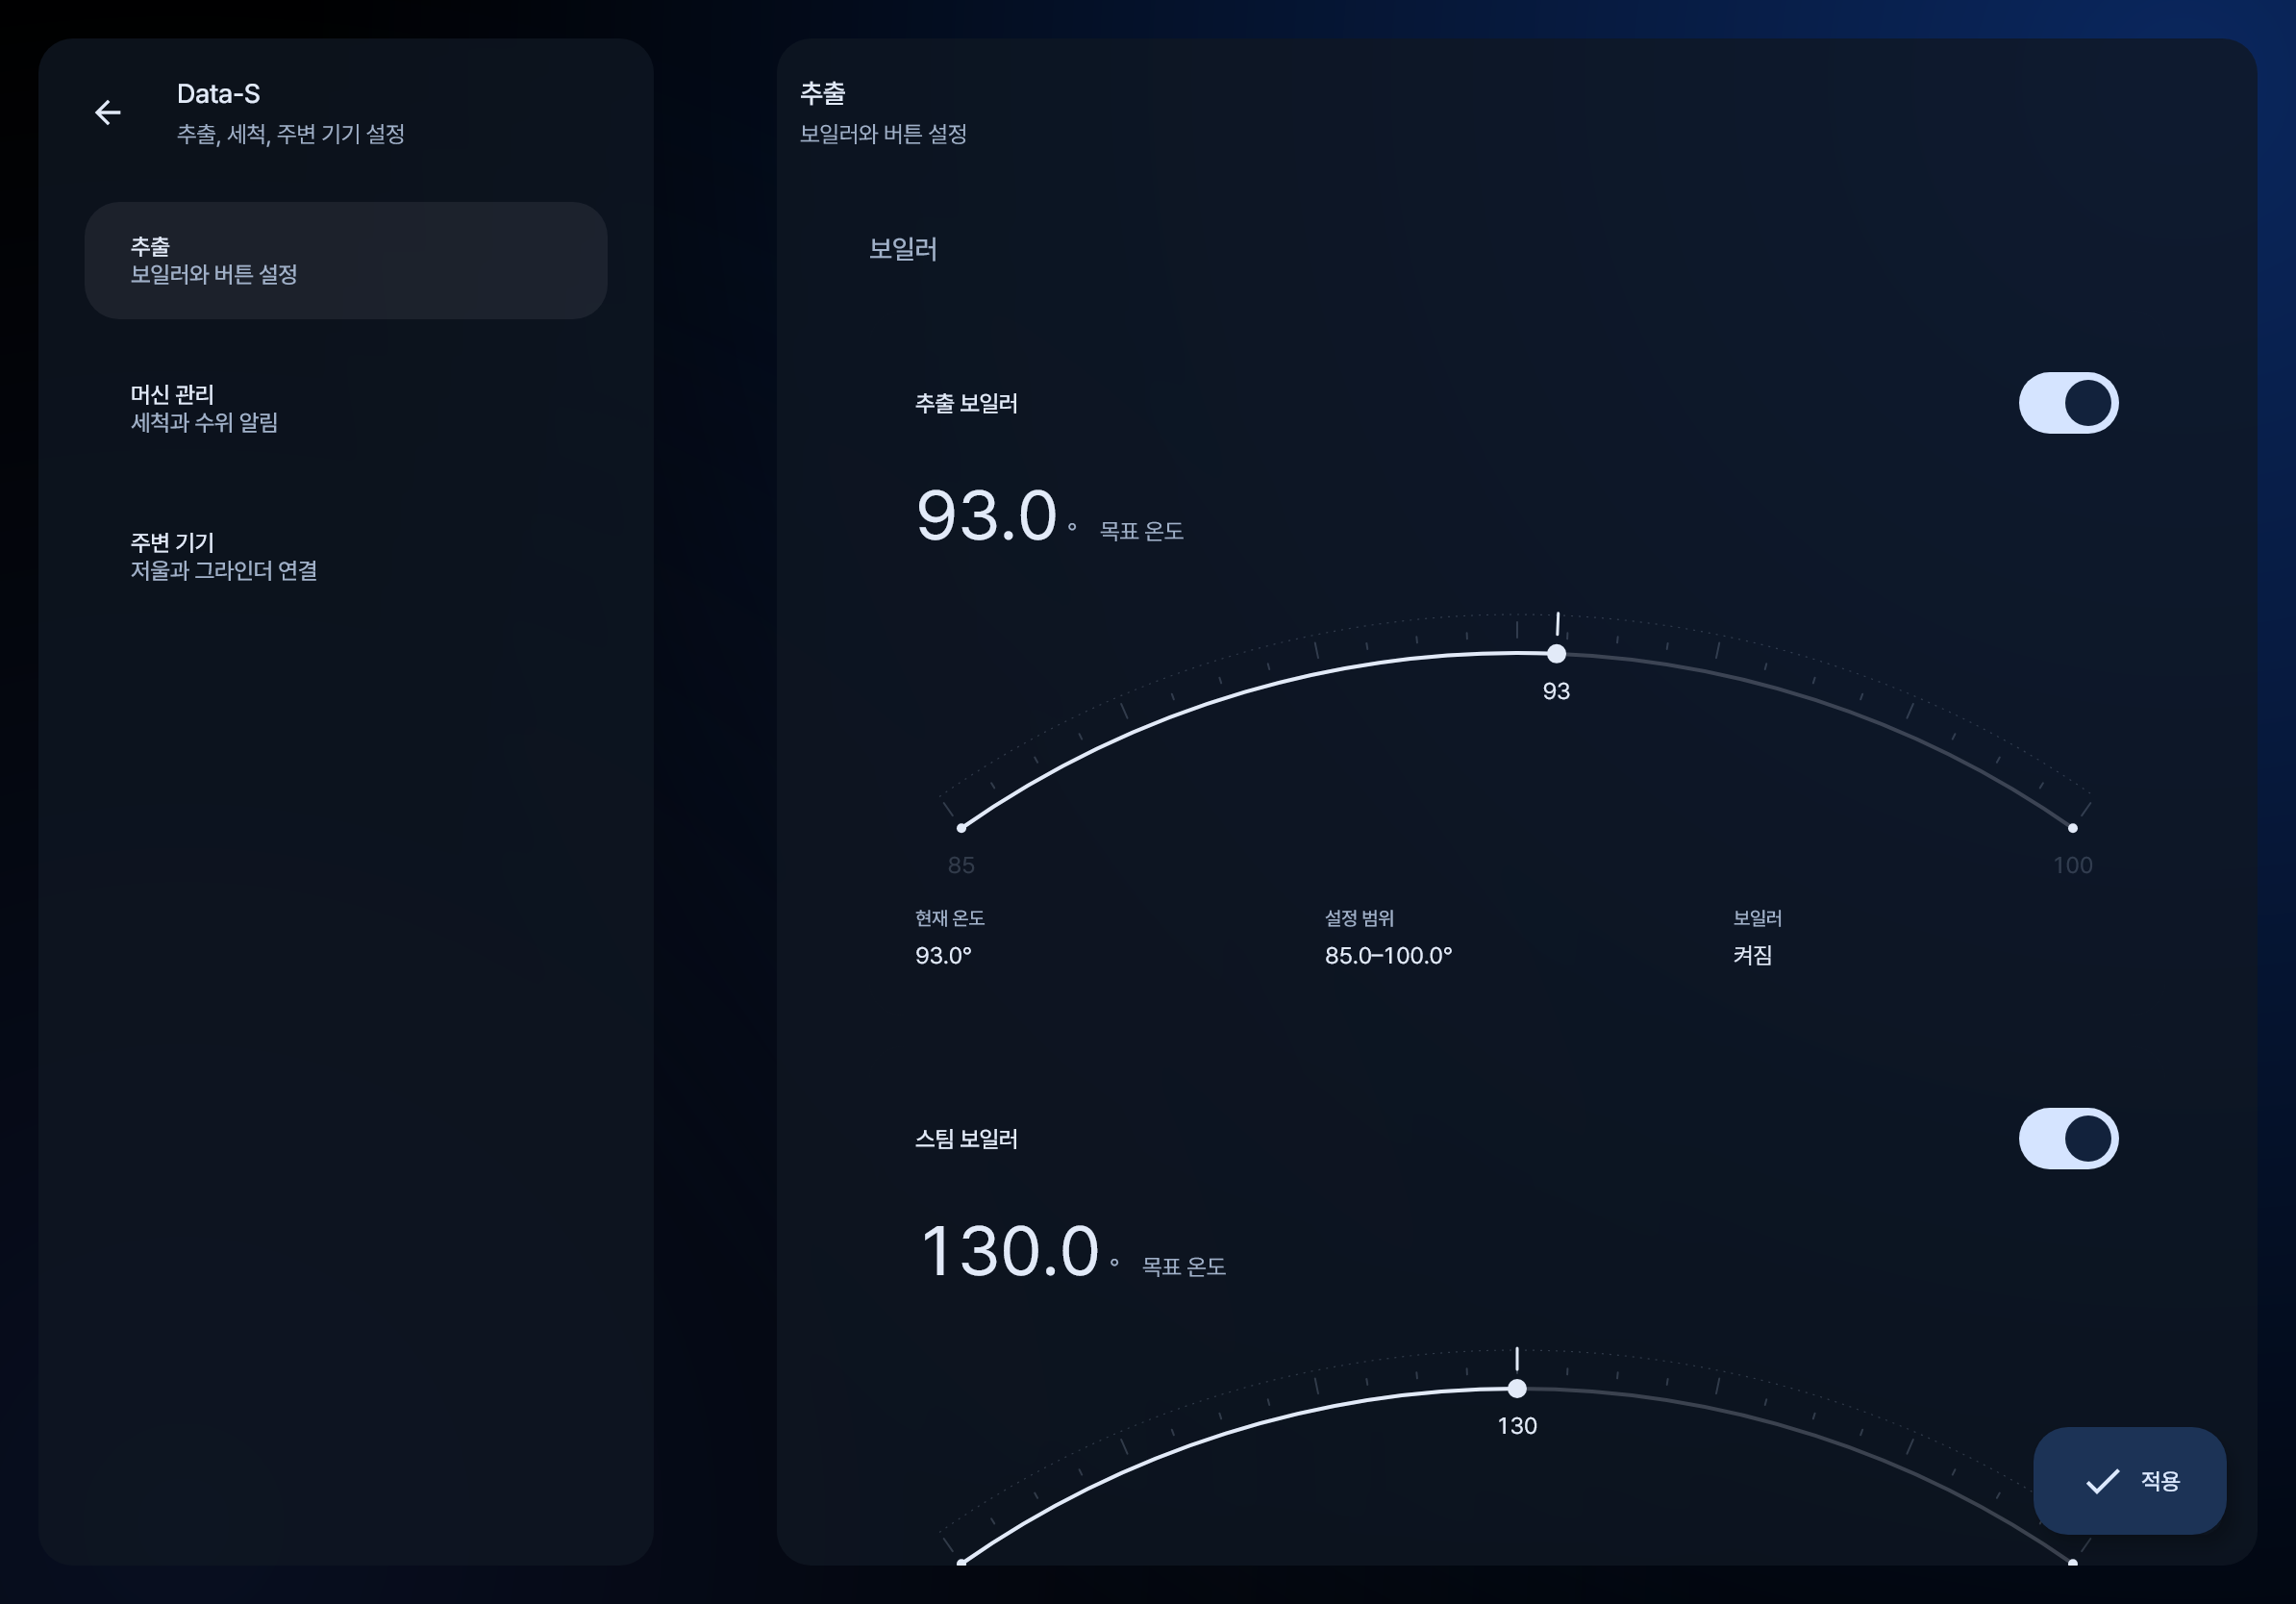 Data-S
추출, 세척, 주변 기기 설정
추출
보일러와 버튼 설정
머신 관리
세척과 수위 알림
주변 기기
저울과 그라인더 연결
추출
보일러와 버튼 설정
보일러
추출 보일러
93.0 ° 목표 온도
93
85
100
현재 온도
93.0°
설정 범위
85.0–100.0°
보일러
켜짐
스팀 보일러
130.0 ° 목표 온도
130
적용